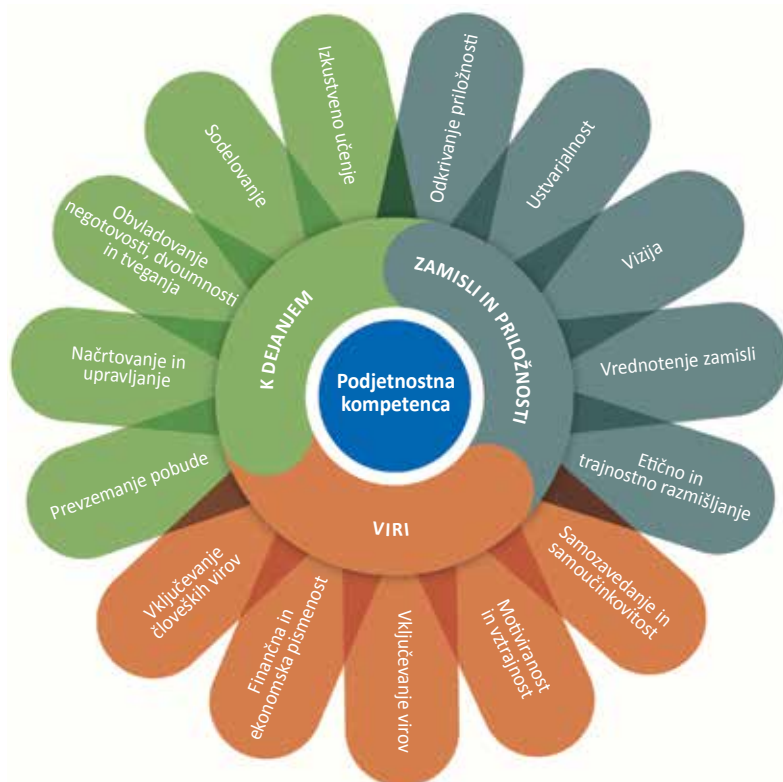 Podjetnostna
kompetenca
ZAMISLI IN PRILOŽNOSTI
Odkrivanje priložnosti
Ustvarjalnost
Vizija
Vrednotenje zamisli
Etično in
trajnostno razmišljanje
VIRI
Samozavedanje in
samoučinkovitost
Motiviranost
in vztrajnost
Vključevanje virov
Finančna in
ekonomska pismenost
Vključevanje
človeških virov
K DEJANJEM
Prevzemanje pobude
Načrtovanje in
upravljanje
Obvladovanje
negotovosti, dvoumnosti
in tveganja
Sodelovanje
Izkustveno učenje